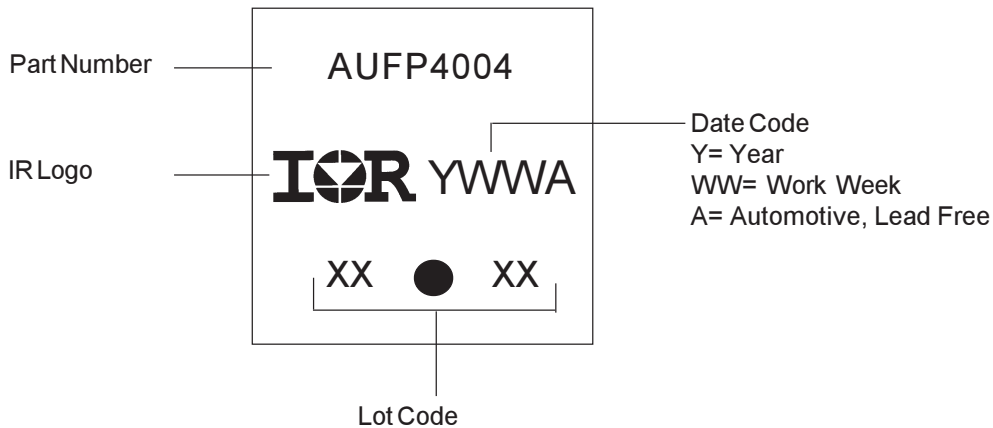 Part Number
AUFP4004
IR Logo
IOR YWWA
Date Code
Y= Year
WW= Work Week
A= Automotive, Lead Free
XX XX
Lot Code